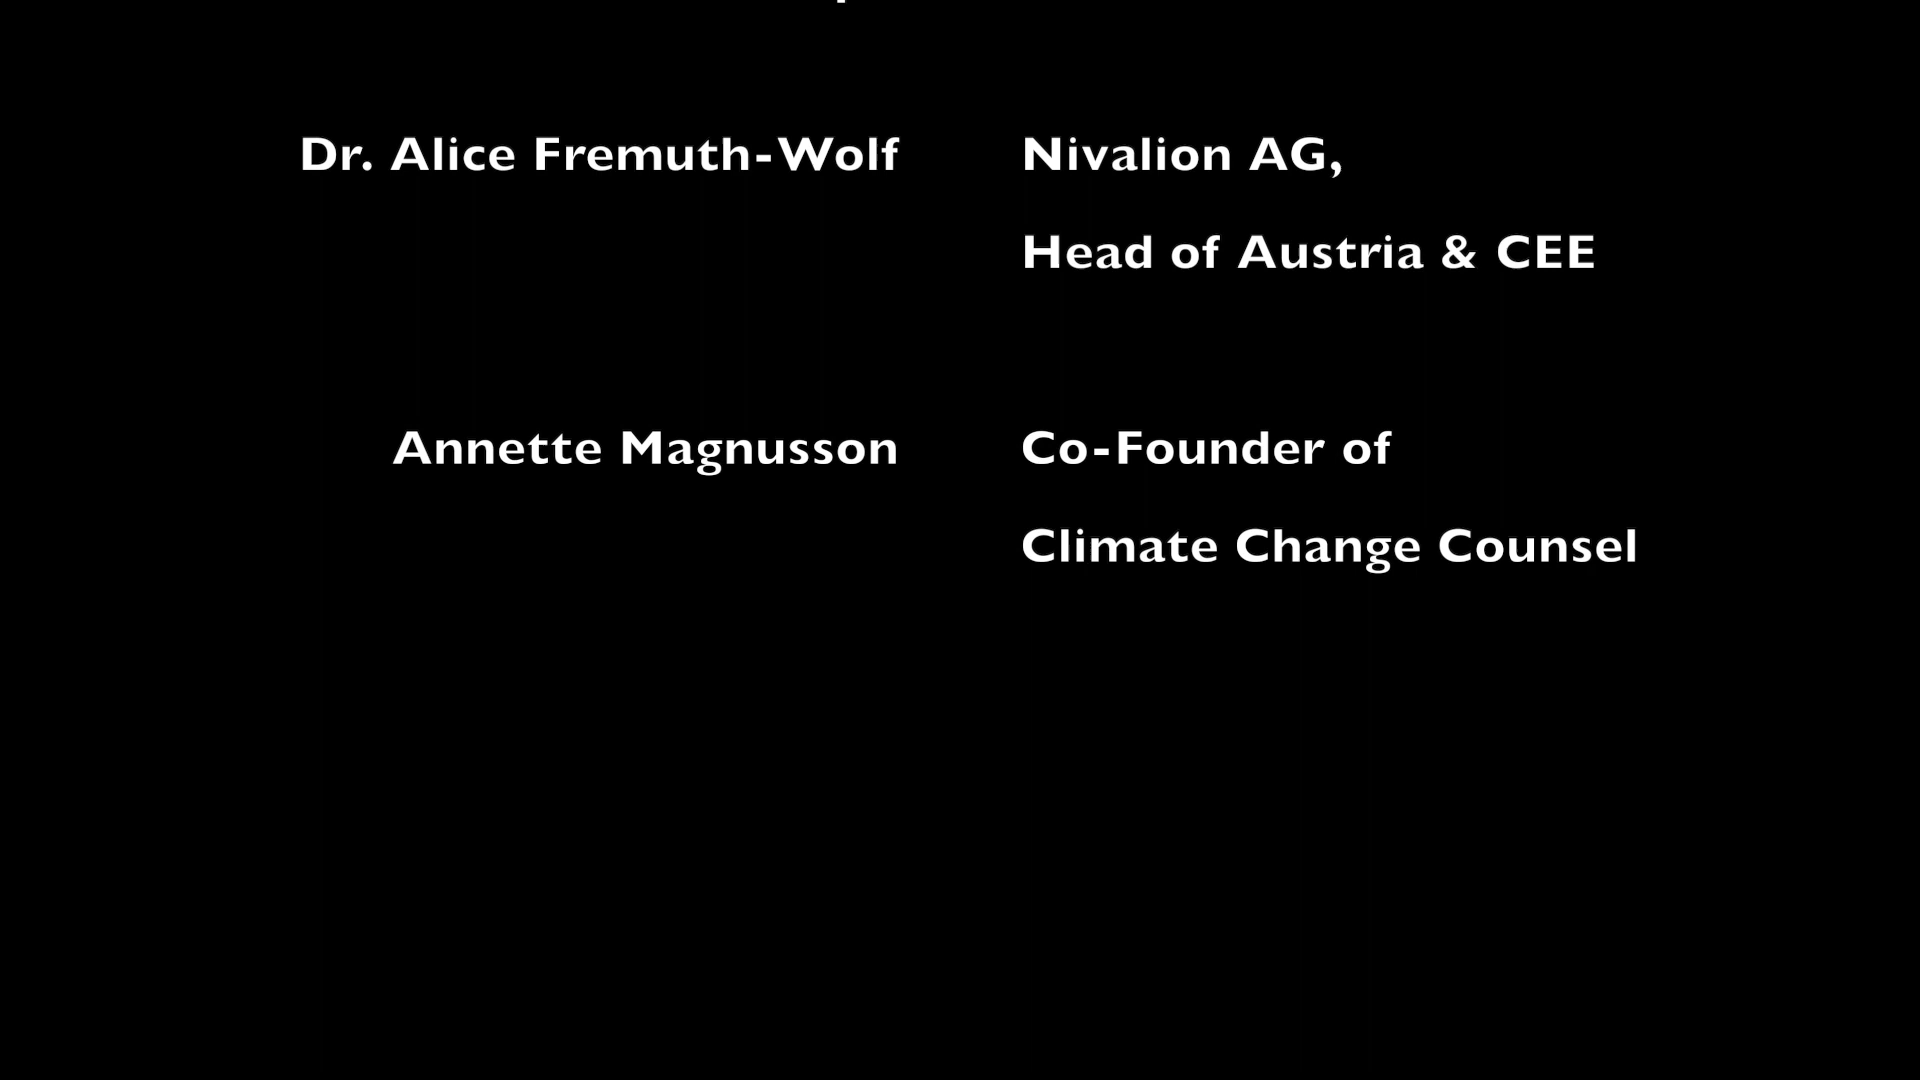 Dr. Alice Fremuth-Wolf Nivalion AG,
Head of Austria & CEE
Annette Magnusson Co-Founder of
Climate Change Counsel